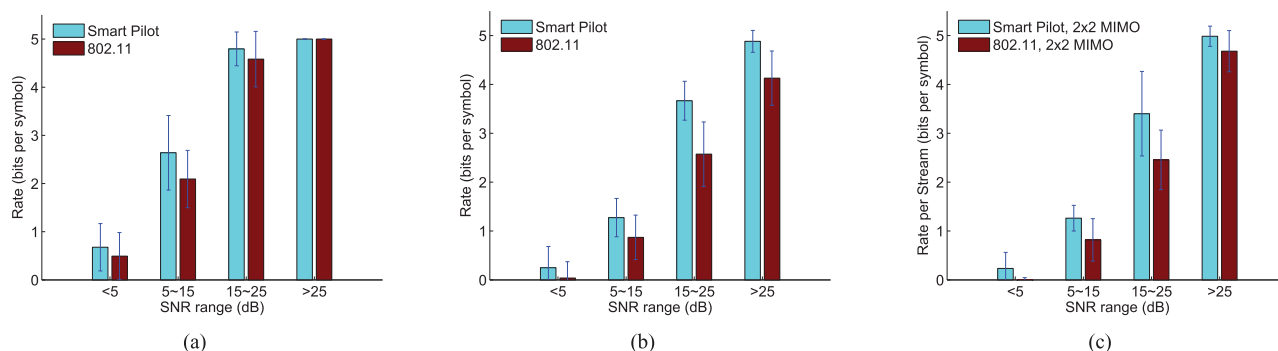 Smart Pilot
802.11
Rate (bits per symbol)
5
4
3
2
1
0
<5
5~15
15~25
>25
SNR range (dB)
(a)
Smart Pilot
802.11
Rate (bits per symbol)
5
4
3
2
1
0
<5
5~15
15~25
>25
SNR range (dB)
(b)
Smart Pilot, 2x2 MIMO
802.11, 2x2 MIMO
Rate per Stream (bits per symbol)
5
4
3
2
1
0
<5
5~15
15~25
>25
SNR range (dB)
(c)